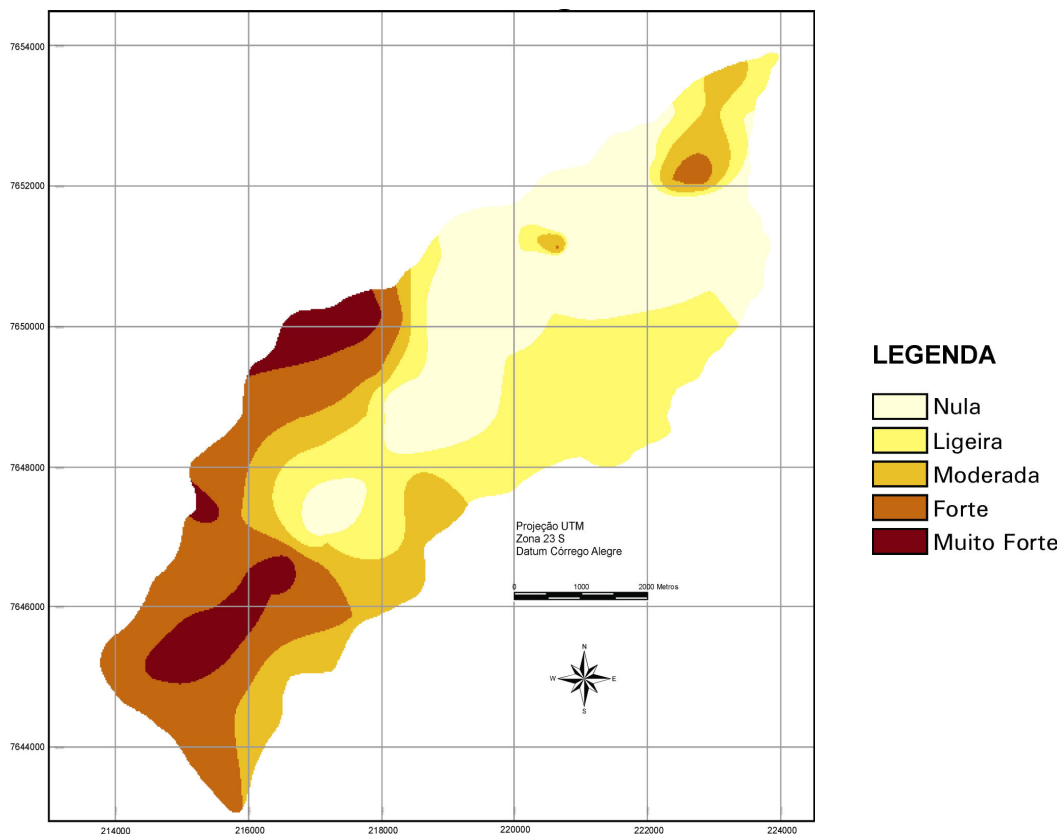 7654000
7652000
7650000
7648000
7646000
7644000
214000
216000
218000
220000
222000
224000
Projeção UTM
Zona 23 S
Datum Córrego Alegre
0 1000 2000 Metros
N
W E
S
LEGENDA
Nula
Ligeira
Moderada
Forte
Muito Forte